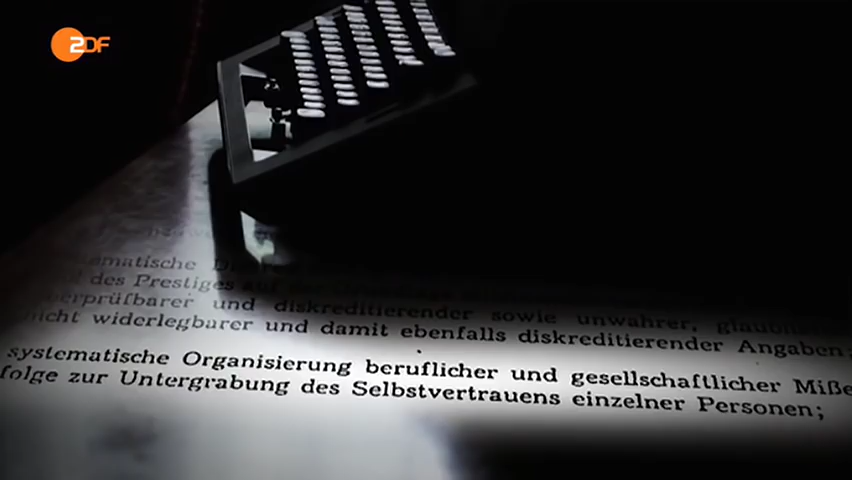 ZDF
des Prestiges auf
und diskreditierender sowie unwahrer,
nicht widerlegbarer und damit ebenfalls diskreditierender Angaben;
systematische Organisierung beruflicher und gesellschaftlicher Miße
folge zur Untergrabung des Selbstvertrauens einzelner Personen;